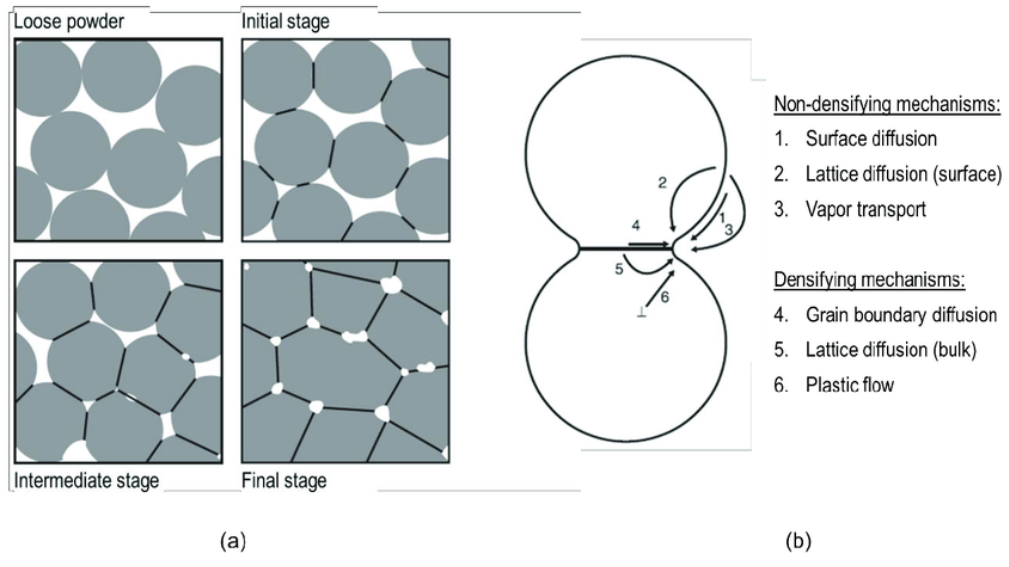 Loose powder
Initial stage
Intermediate stage
Final stage
(a)
2
1
3
4
5
6
⊥
Non-densifying mechanisms:
1. Surface diffusion
2. Lattice diffusion (surface)
3. Vapor transport
Densifying mechanisms:
4. Grain boundary diffusion
5. Lattice diffusion (bulk)
6. Plastic flow
(b)